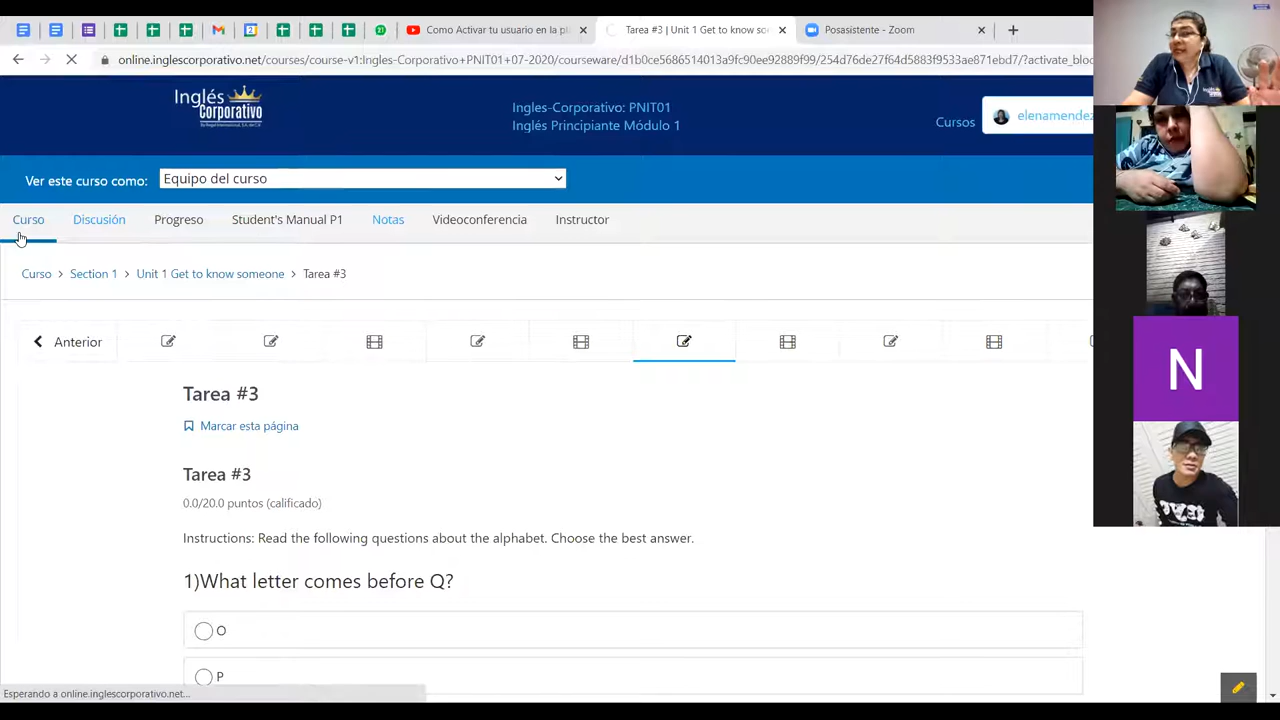 Como Activar tu usuario en la pl
Tarea #3 | Unit 1 Get to know so
Posasistente - Zoom
online.inglescorporativo.net/courses/course-v1:Ingles-Corporativo+PNIT01+07-2020/courseware/d1b0ce5686514013a9fc90ee92889f99/254d76de27f64d5883f9533ae871ebd7/?activate_bloc
Inglés
Corporativo
Ingles-Corporativo: PNIT01
Inglés Principiante Módulo 1
Cursos
elenamendez
Ver este curso como:
Equipo del curso
Curso
Discusión
Progreso
Student's Manual P1
Notas
Videoconferencia
Instructor
Curso > Section 1 > Unit 1 Get to know someone > Tarea #3
Anterior
Tarea #3
Marcar esta página
Tarea #3
0.0/20.0 puntos (calificado)
Instructions: Read the following questions about the alphabet. Choose the best answer.
1)What letter comes before Q?
O
P
Esperando a online.inglescorporativo.net...
N